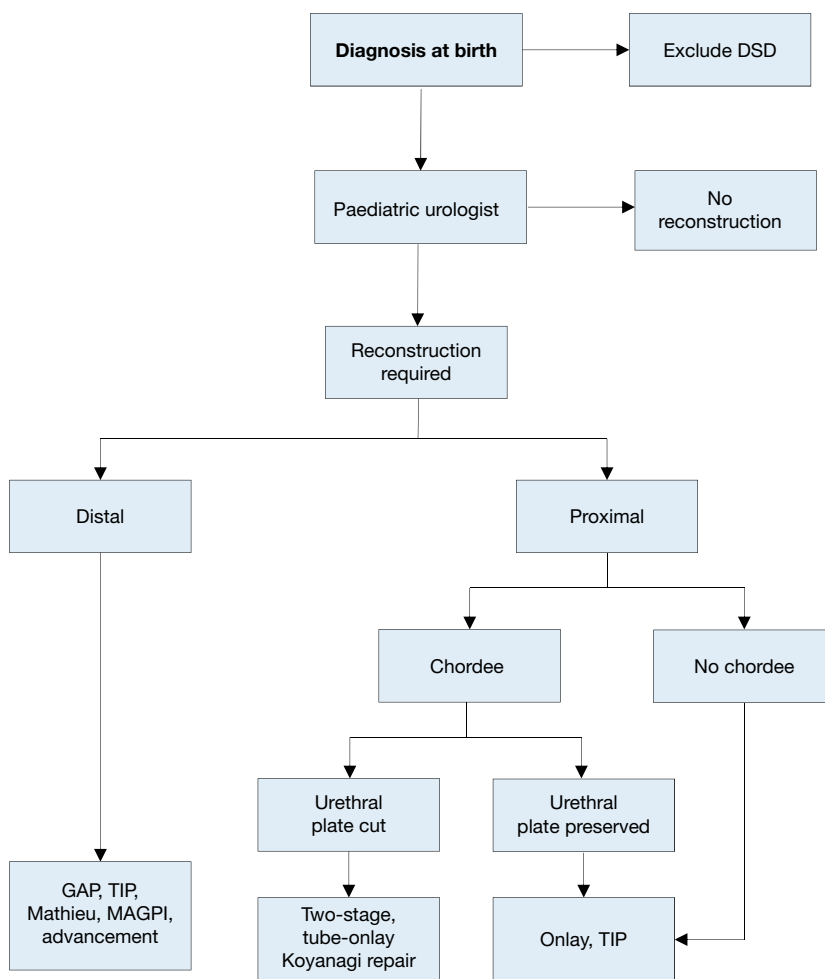 Diagnosis at birth
Exclude DSD
Paediatric urologist
No
reconstruction
Reconstruction
required
Distal
Proximal
Chordee
No chordee
Urethral
plate cut
Urethral
plate preserved
GAP, TIP,
Mathieu, MAGPI,
advancement
Two-stage,
tube-onlay
Koyanagi repair
Onlay, TIP